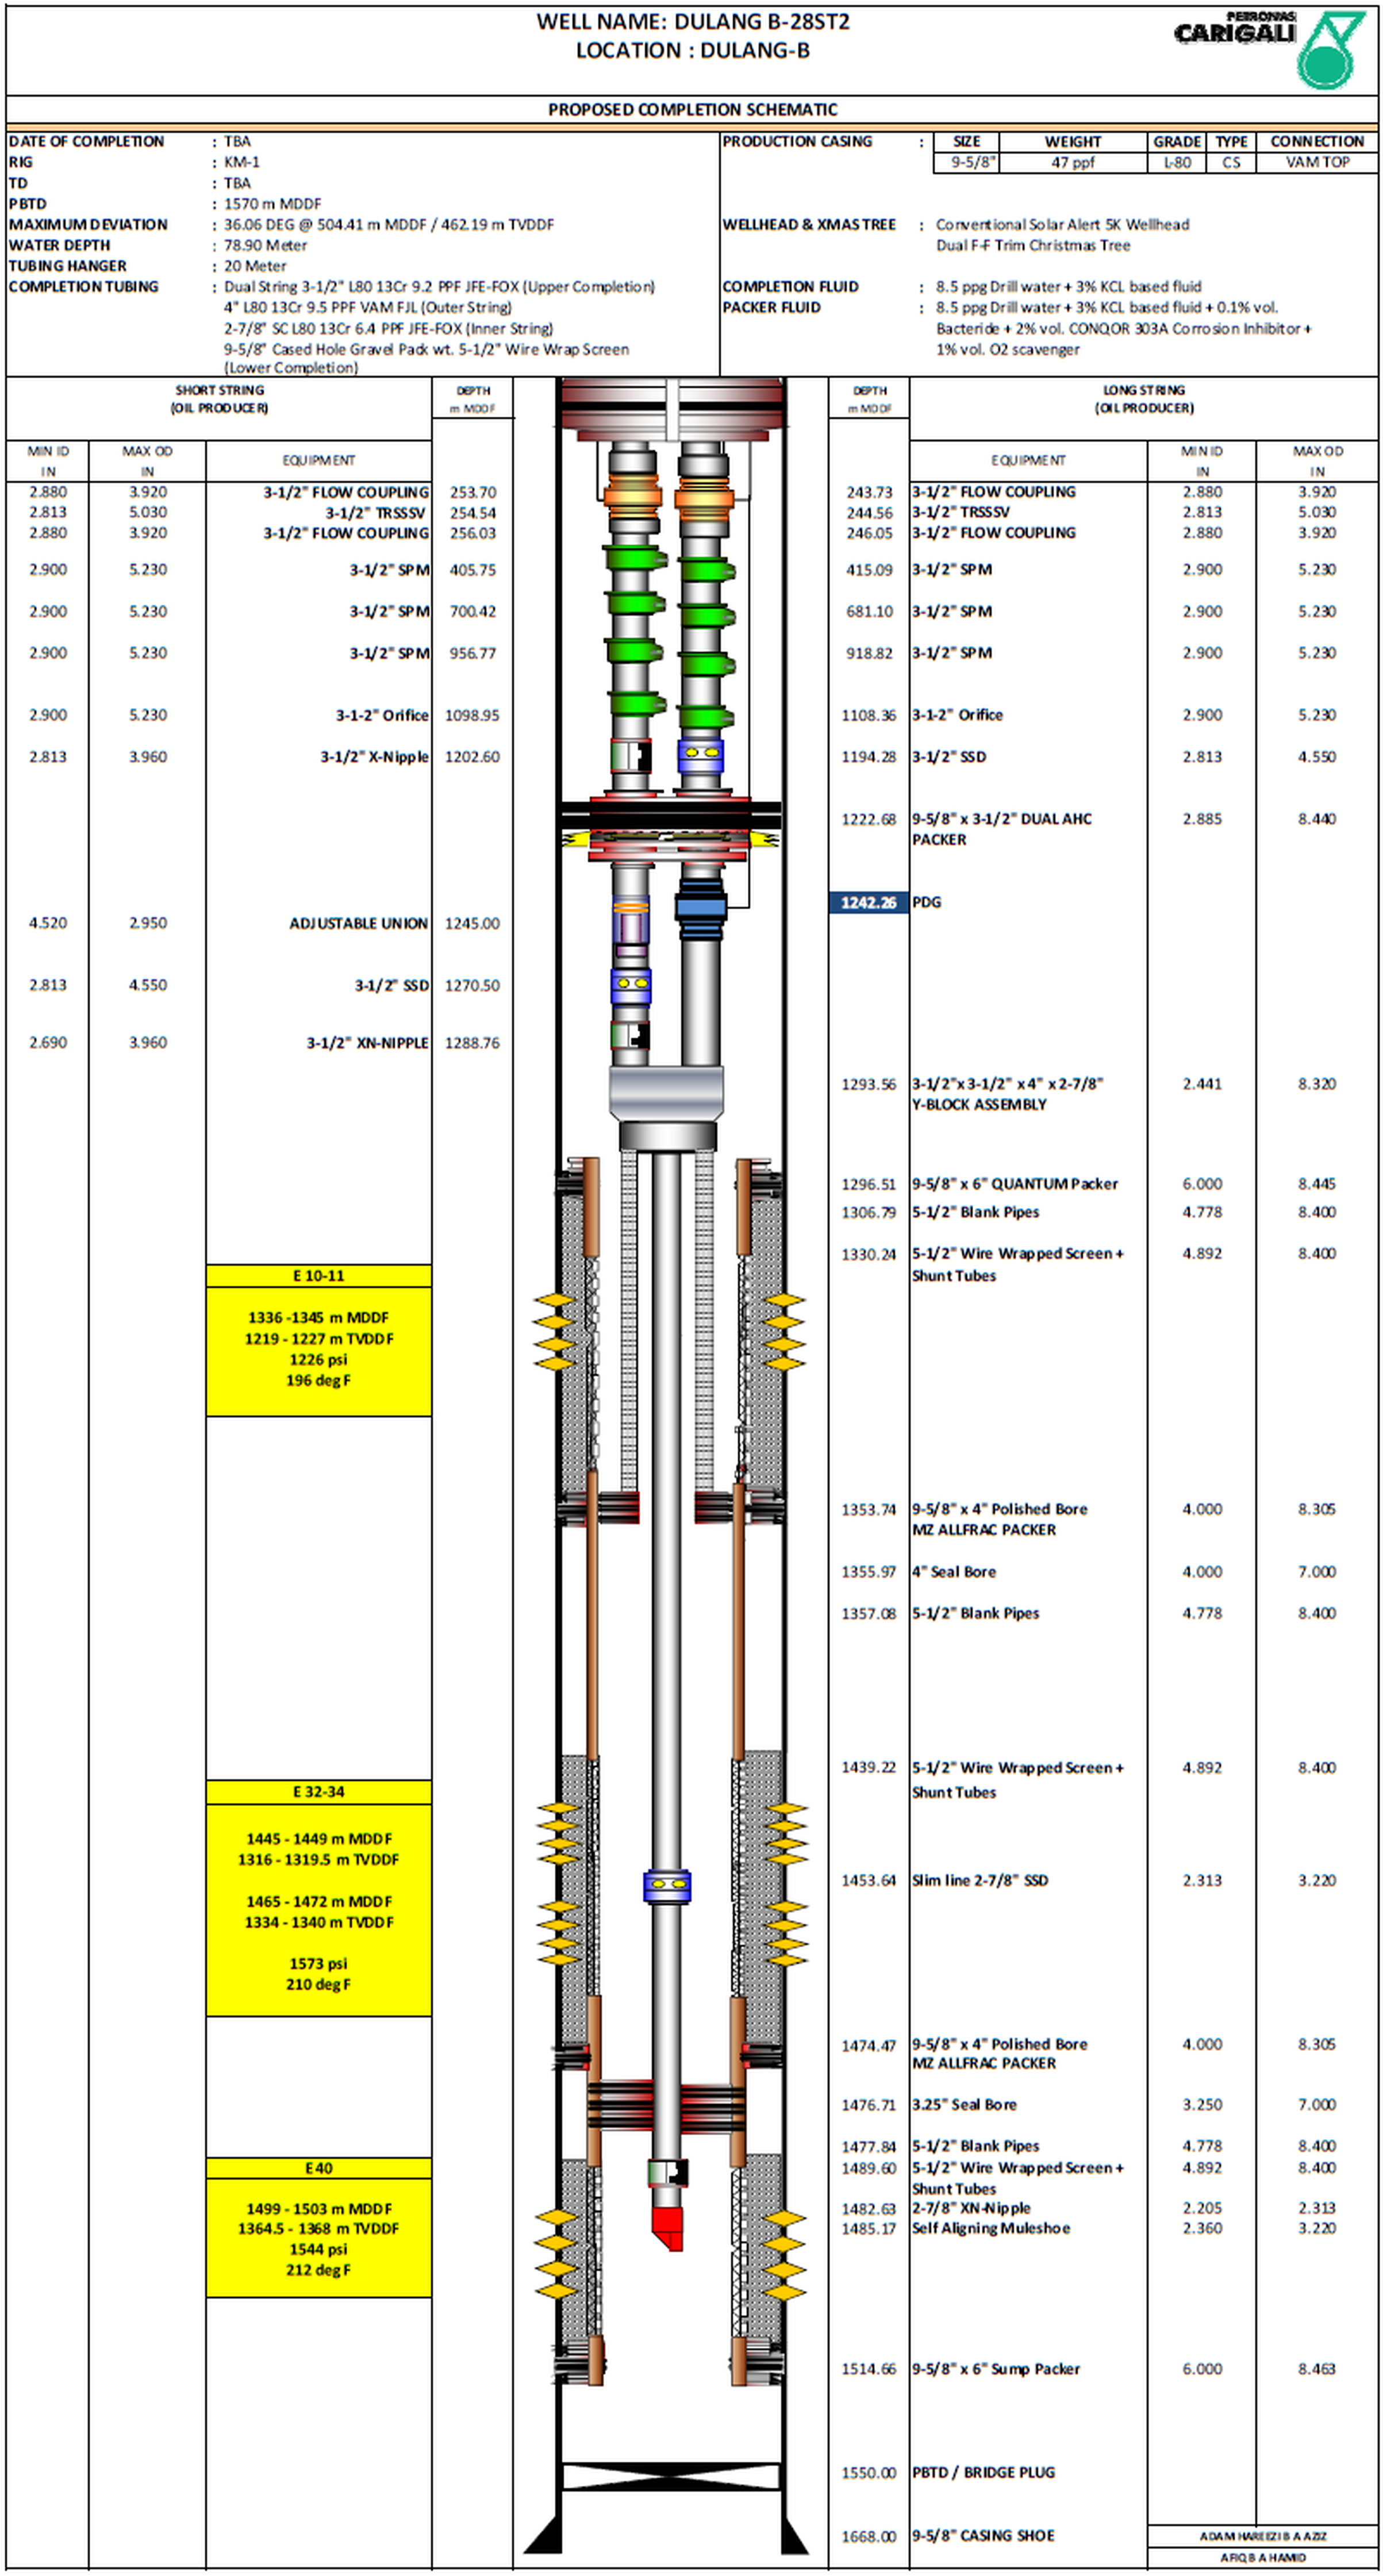 WELL NAME: DULANG B-28ST2
LOCATION : DULANG-B
PETRONAS
CARIGALI
PROPOSED COMPLETION SCHEMATIC
DATE OF COMPLETION : TBA
RIG : KM-1
TD : TBA
PBTD : 1570 m MDDF
MAXIMUM DEVIATION : 36.06 DEG @ 504.41 m MDDF / 462.19 m TVDDF
WATER DEPTH : 78.90 Meter
TUBING HANGER : 20 Meter
COMPLETION TUBING : Dual String 3-1/2" L80 13Cr 9.2 PPF JFE-FOX (Upper Completion)
4" L80 13Cr 9.5 PPF VAM FJL (Outer String)
2-7/8" SC L80 13Cr 6.4 PPF JFE-FOX (Inner String)
9-5/8" Cased Hole Gravel Pack wt. 5-1/2" Wire Wrap Screen
(Lower Completion)
PRODUCTION CASING : SIZE WEIGHT GRADE TYPE CONNECTION
9-5/8" 47 ppf L-80 CS VAM TOP
WELLHEAD & XMAS TREE : Conventional Solar Alert 5K Wellhead
Dual F-F Trim Christmas Tree
COMPLETION FLUID : 8.5 ppg Drill water + 3% KCL based fluid
PACKER FLUID : 8.5 ppg Drill water + 3% KCL based fluid + 0.1% vol.
Bactericide + 2% vol. CONQOR 303A Corrosion Inhibitor +
1% vol. O2 scavenger
SHORT STRING
(OIL PRODUCER)
DEPTH
m MDDF
MIN ID
IN
MAX OD
IN
EQUIPMENT
2.880 3.920 3-1/2" FLOW COUPLING 253.70
2.813 5.030 3-1/2" TRSSSV 254.54
2.880 3.920 3-1/2" FLOW COUPLING 256.03
2.900 5.230 3-1/2" SPM 405.75
2.900 5.230 3-1/2" SPM 700.42
2.900 5.230 3-1/2" SPM 956.77
2.900 5.230 3-1-2" Orifice 1098.95
2.813 3.960 3-1/2" X-Nipple 1202.60
4.520 2.950 ADJUSTABLE UNION 1245.00
2.813 4.550 3-1/2" SSD 1270.50
2.690 3.960 3-1/2" XN-NIPPLE 1288.76
E 10-11
1336 -1345 m MDDF
1219 - 1227 m TVDDF
1226 psi
196 deg F
E 32-34
1445 - 1449 m MDDF
1316 - 1319.5 m TVDDF
1465 - 1472 m MDDF
1334 - 1340 m TVDDF
1573 psi
210 deg F
E 40
1499 - 1503 m MDDF
1364.5 - 1368 m TVDDF
1544 psi
212 deg F
DEPTH
m MDDF
LONG STRING
(OIL PRODUCER)
EQUIPMENT
MIN ID
IN
MAX OD
IN
243.73 3-1/2" FLOW COUPLING 2.880 3.920
244.56 3-1/2" TRSSSV 2.813 5.030
246.05 3-1/2" FLOW COUPLING 2.880 3.920
415.09 3-1/2" SPM 2.900 5.230
681.10 3-1/2" SPM 2.900 5.230
918.82 3-1/2" SPM 2.900 5.230
1108.36 3-1-2" Orifice 2.900 5.230
1194.28 3-1/2" SSD 2.813 4.550
1222.68 9-5/8" x 3-1/2" DUAL AHC 2.885 8.440
PACKER
1242.26 PDG
1293.56 3-1/2"x 3-1/2" x 4" x 2-7/8" 2.441 8.320
Y-BLOCK ASSEMBLY
1296.51 9-5/8" x 6" QUANTUM Packer 6.000 8.445
1306.79 5-1/2" Blank Pipes 4.778 8.400
1330.24 5-1/2" Wire Wrapped Screen + 4.892 8.400
Shunt Tubes
1353.74 9-5/8" x 4" Polished Bore 4.000 8.305
MZ ALLFRAC PACKER
1355.97 4" Seal Bore 4.000 7.000
1357.08 5-1/2" Blank Pipes 4.778 8.400
1439.22 5-1/2" Wire Wrapped Screen + 4.892 8.400
Shunt Tubes
1453.64 Slim line 2-7/8" SSD 2.313 3.220
1474.47 9-5/8" x 4" Polished Bore 4.000 8.305
MZ ALLFRAC PACKER
1476.71 3.25" Seal Bore 3.250 7.000
1477.84 5-1/2" Blank Pipes 4.778 8.400
1489.60 5-1/2" Wire Wrapped Screen + 4.892 8.400
Shunt Tubes
1482.63 2-7/8" XN-Nipple 2.205 2.313
1485.17 Self Aligning Muleshoe 2.360 3.220
1514.66 9-5/8" x 6" Sump Packer 6.000 8.463
1550.00 PBTD / BRIDGE PLUG
1668.00 9-5/8" CASING SHOE
ADAM HAREEZI B A AZIZ
AFIQ B A HAMID